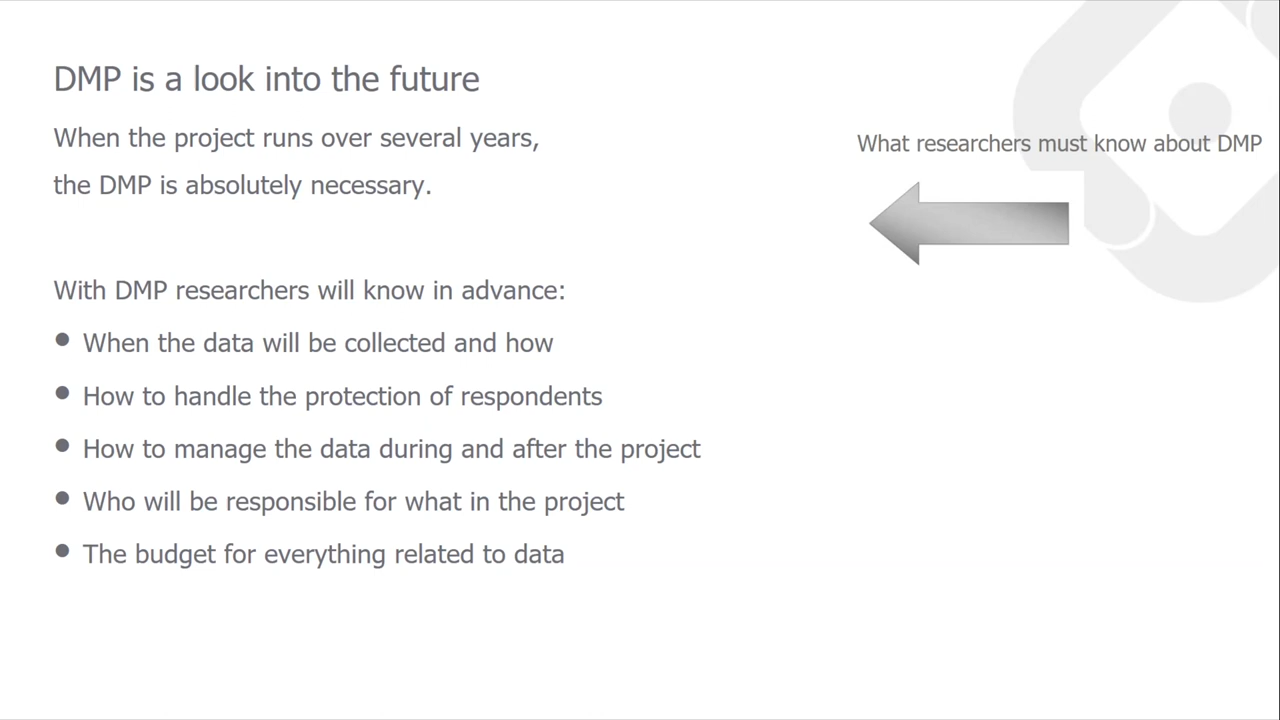 DMP is a look into the future
When the project runs over several years,
the DMP is absolutely necessary.
What researchers must know about DMP
With DMP researchers will know in advance:
● When the data will be collected and how
● How to handle the protection of respondents
● How to manage the data during and after the project
● Who will be responsible for what in the project
● The budget for everything related to data